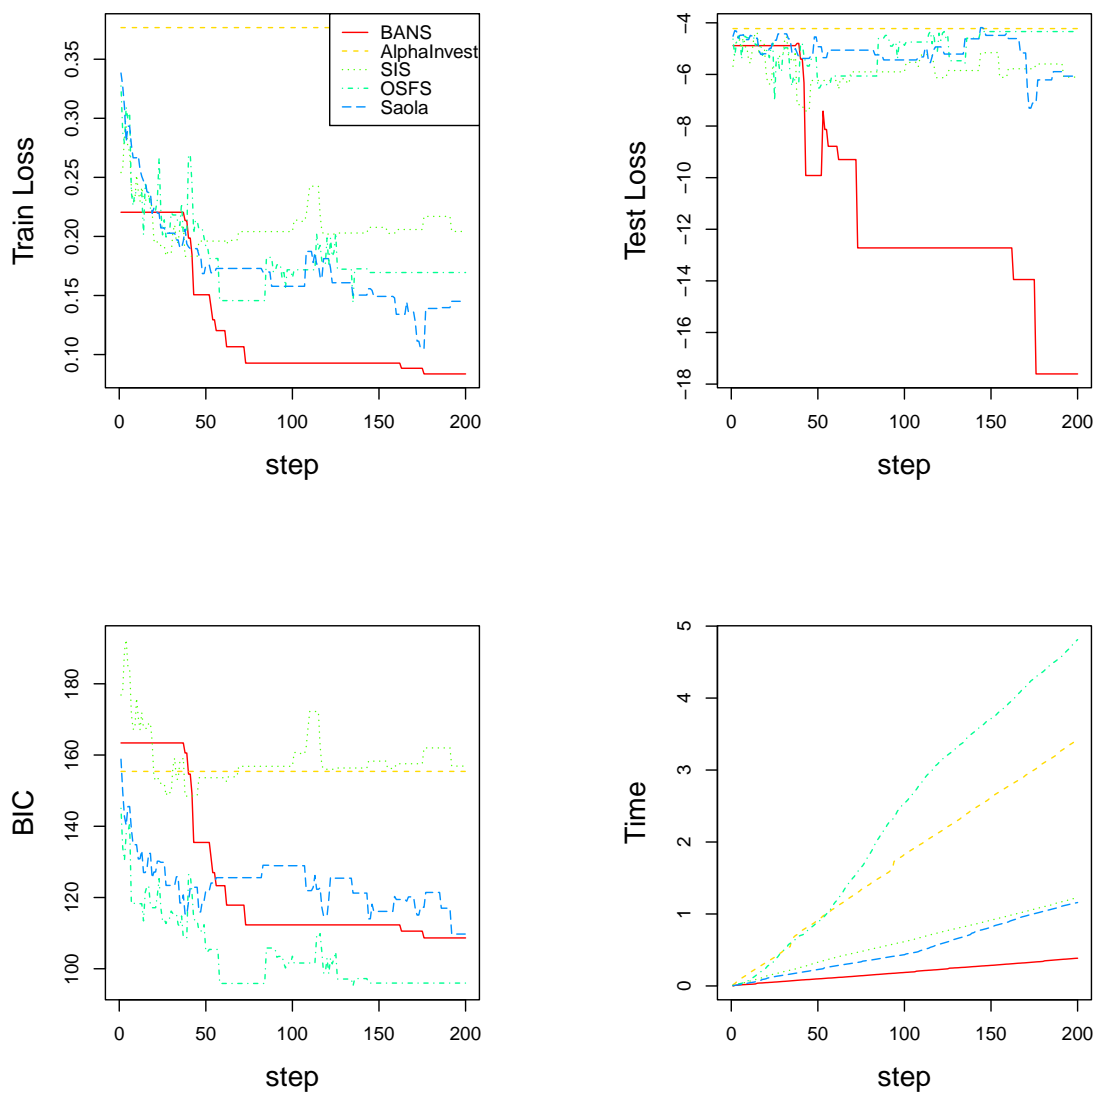 Train Loss
0.35
0.30
0.25
0.20
0.15
0.10
0 50 100 150 200
step
BANS
AlphaInvest
SIS
OSFS
Saola
Test Loss
−4
−6
−8
−10
−12
−14
−16
−18
0 50 100 150 200
step
BIC
180
160
140
120
100
0 50 100 150 200
step
Time
5
4
3
2
1
0
0 50 100 150 200
step